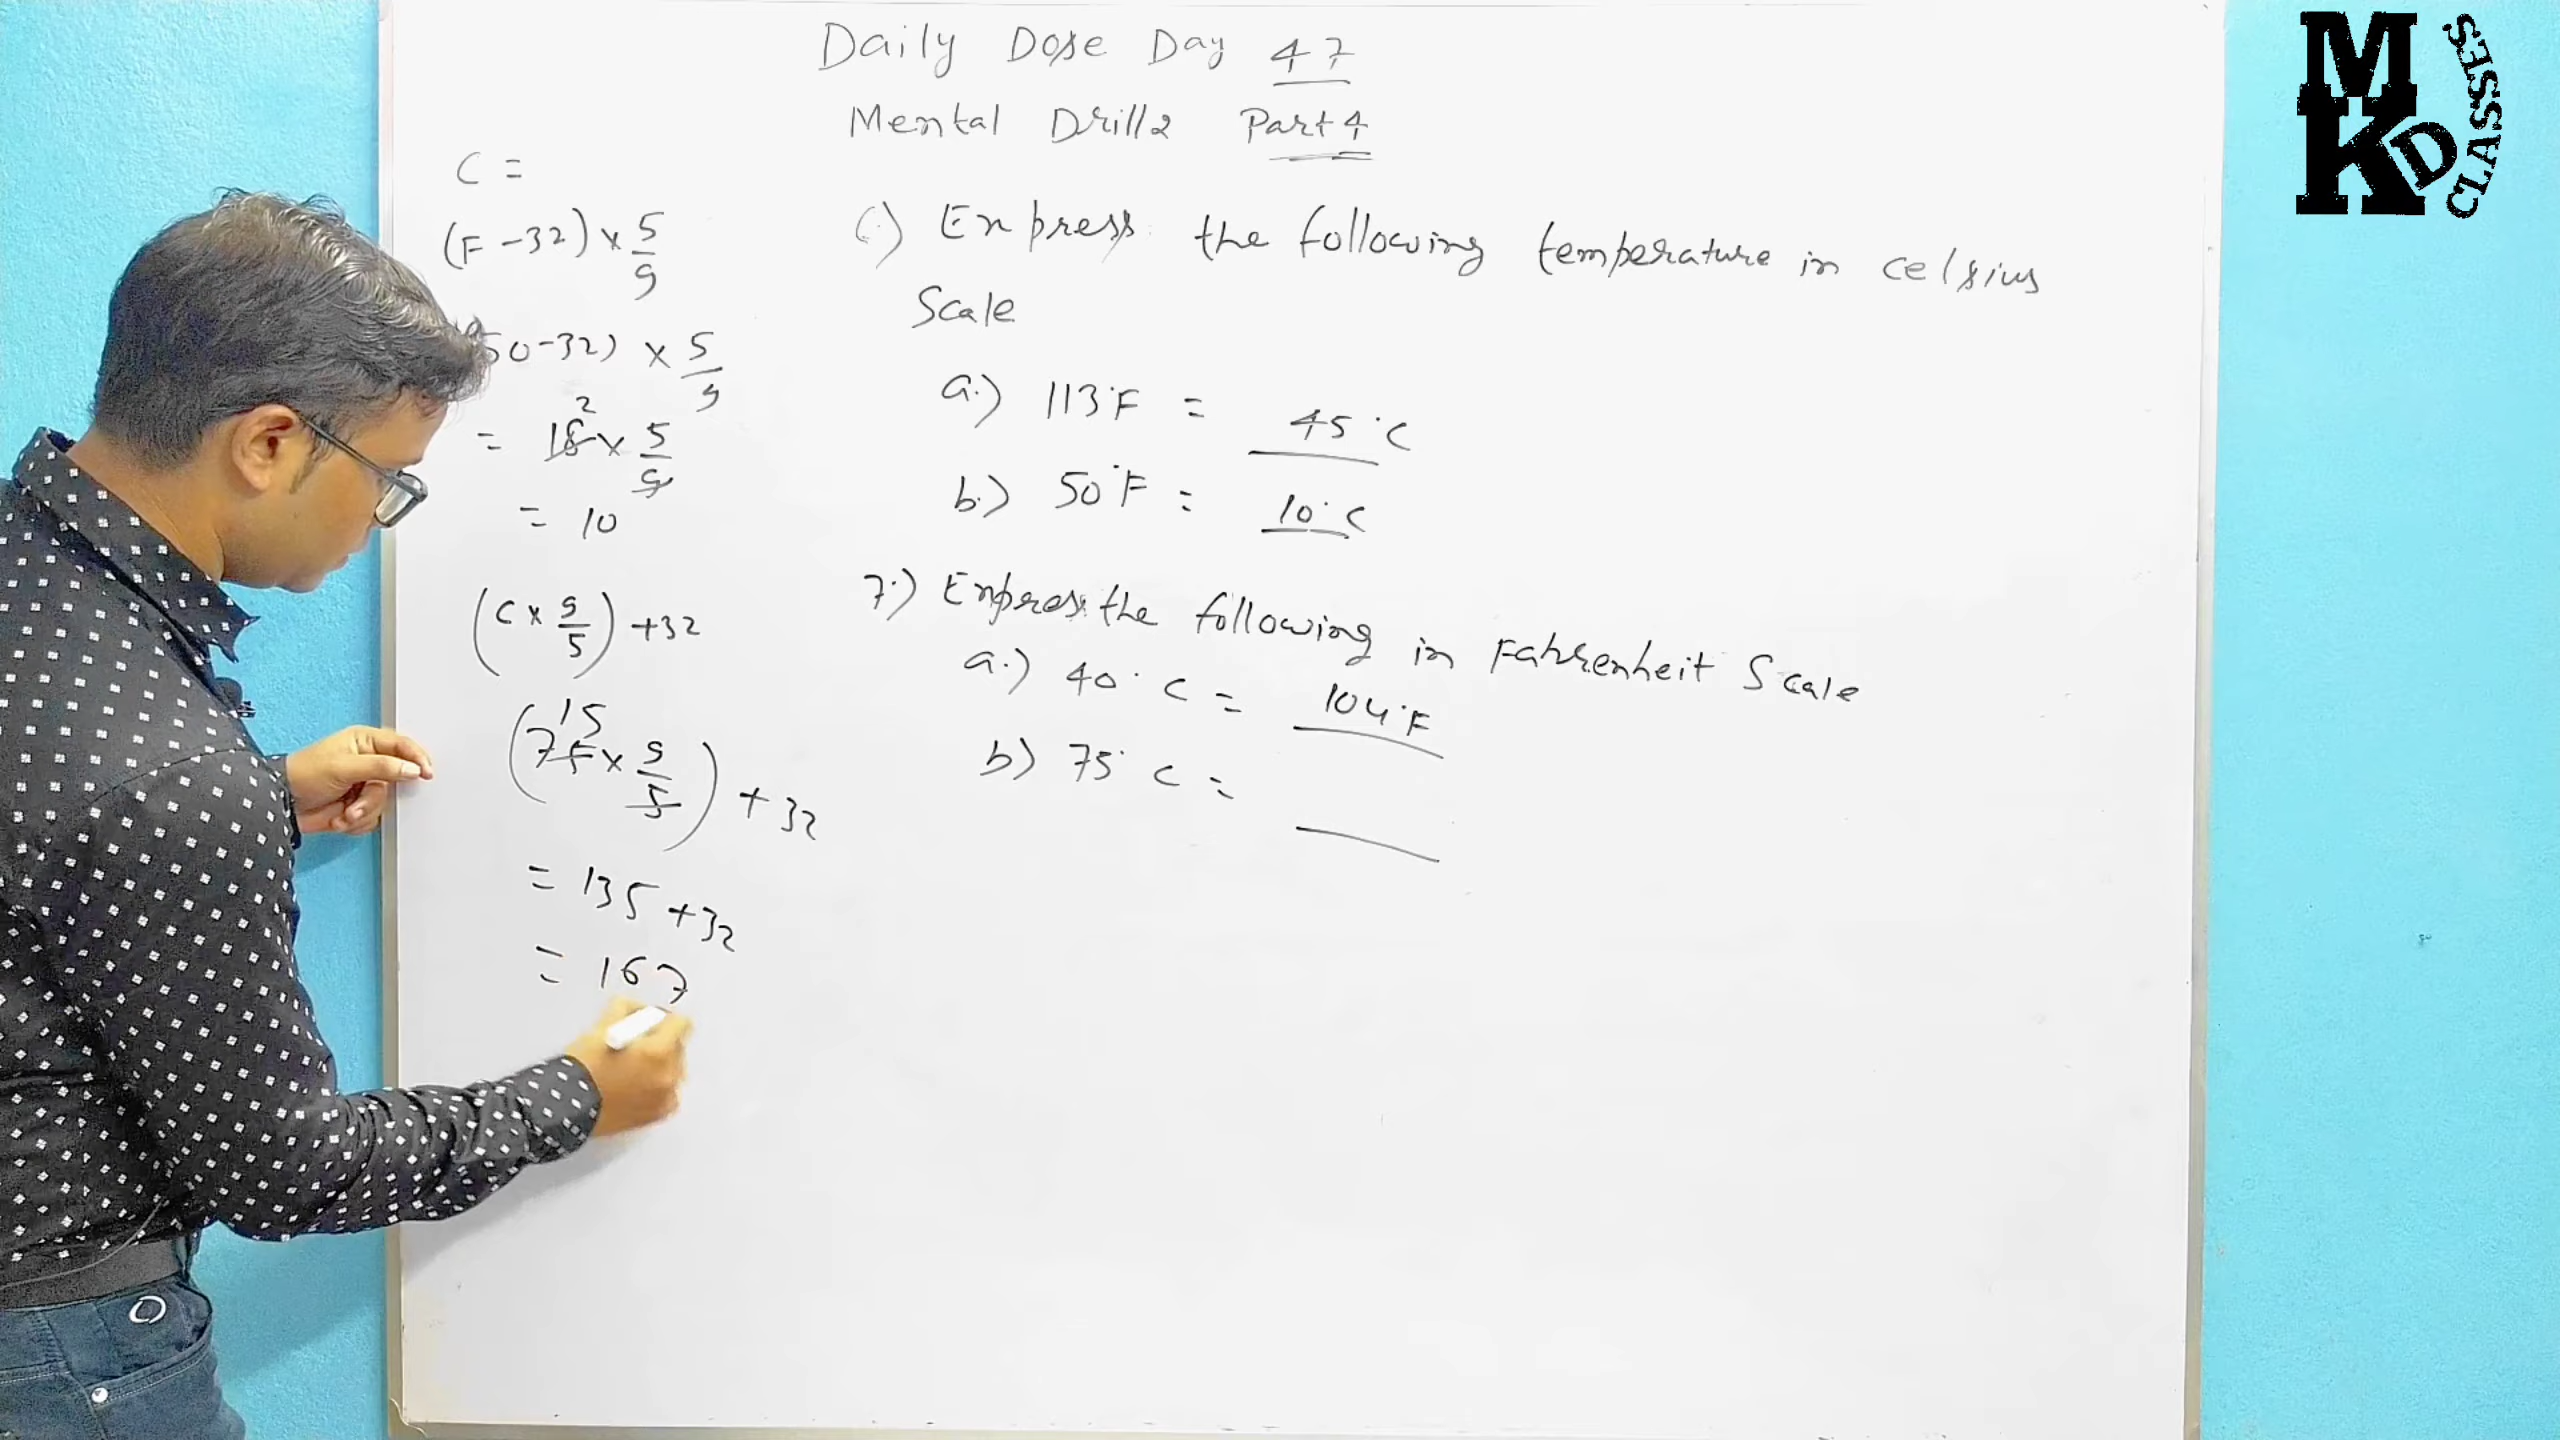 Daily Dose Day 47
Mental Drill2 Part 4
6.) Express the following temperature in celsius
Scale
a.) 113°F = 45°C
b.) 50°F = 10°C
7.) Express the following in Fahrenheit Scale
a.) 40°C = 104°F
b) 75°C =
C =
(F - 32) × 5/9
50 - 32) × 5/9
2
= 18 × 5/9
= 10
(C × 9/5) + 32
15
(75 × 9/5) + 32
= 135 + 32
= 167
MKD CLASSES